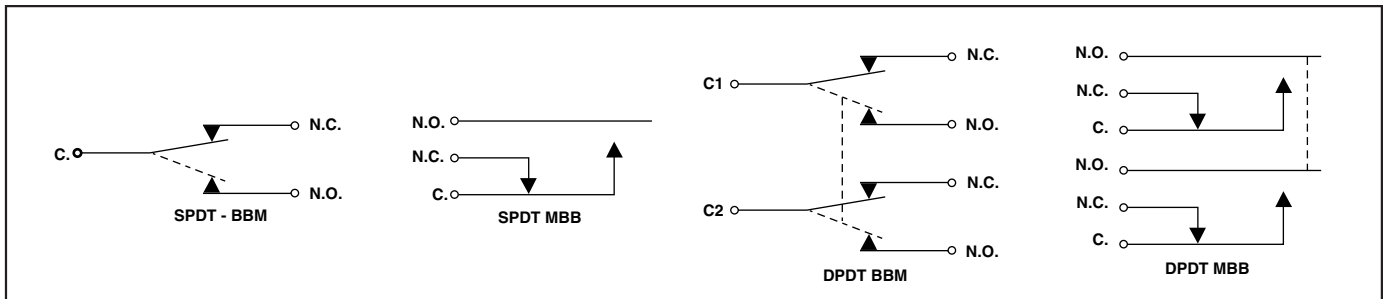 C.
N.C.
N.O.
SPDT - BBM
N.O.
N.C.
C.
SPDT MBB
C1
N.C.
N.O.
C2
N.C.
N.O.
DPDT BBM
N.O.
N.C.
C.
N.O.
N.C.
C.
DPDT MBB